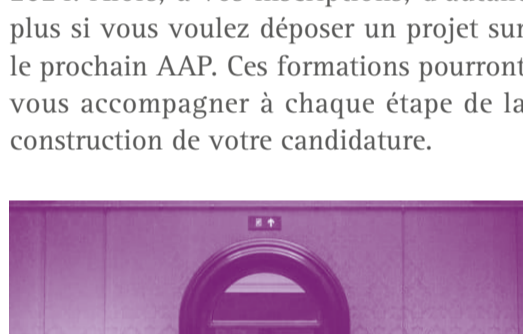 plus si vous voulez déposer un projet sur
le prochain AAP. Ces formations pourront
vous accompagner à chaque étape de la
construction de votre candidature.